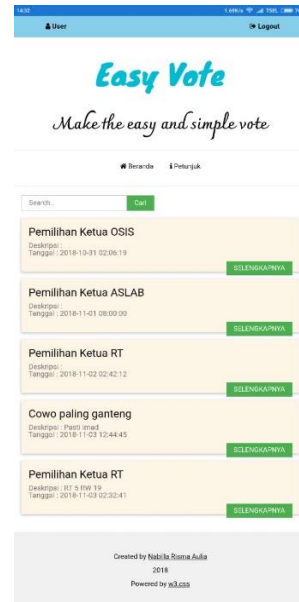 14:32
User Logout
Easy Vote
Make the easy and simple vote
Beranda Petunjuk
Search.. Cari
Pemilihan Ketua OSIS
Deskripsi :
Tanggal : 2018-10-31 02:06:19
SELENGKAPNYA
Pemilihan Ketua ASLAB
Deskripsi :
Tanggal : 2018-11-01 08:00:00
SELENGKAPNYA
Pemilihan Ketua RT
Deskripsi :
Tanggal : 2018-11-02 02:42:12
SELENGKAPNYA
Cowo paling ganteng
Deskripsi : Pasti imad
Tanggal : 2018-11-03 12:44:45
SELENGKAPNYA
Pemilihan Ketua RT
Deskripsi : RT 5 RW 19
Tanggal : 2018-11-03 02:32:41
SELENGKAPNYA
Created by Nabilla Risma Aulia
2018
Powered by w3.css